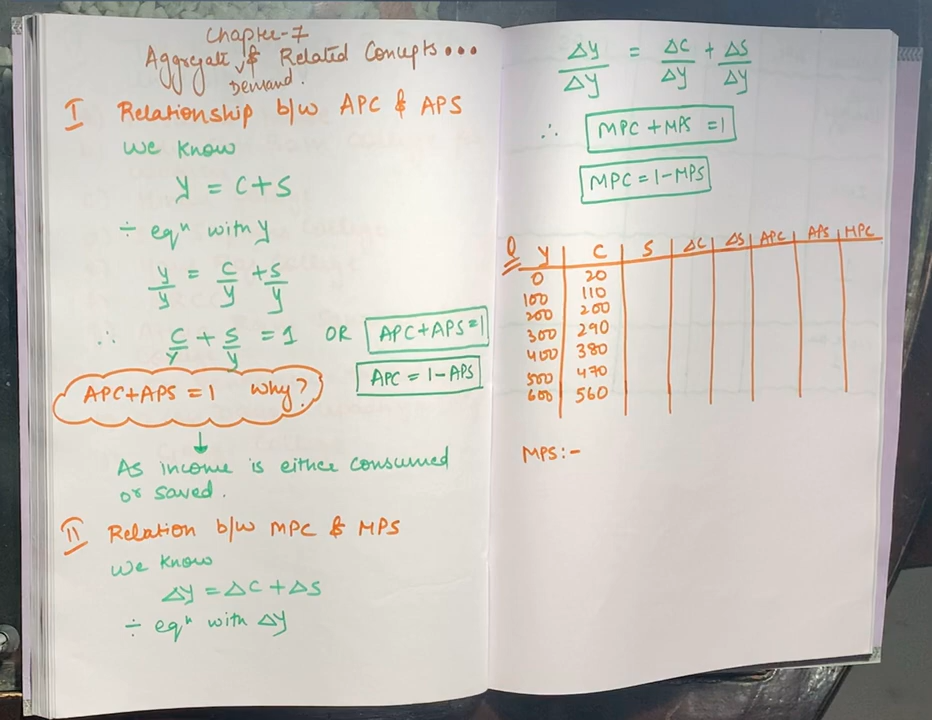 Chapter-7
Aggregate & Related Concepts...
Demand.
I Relationship b/w APC & APS
We know
y = C+S
÷ eqⁿ with y
y/y = C/y + S/y
∴ C/y + S/y = 1 OR APC+APS=1
APC = 1-APS
APC+APS = 1 why?
↓
As income is either consumed
or saved.
II Relation b/w MPC & MPS
We know
Δy = ΔC + ΔS
÷ eqⁿ with Δy
Δy/Δy = ΔC/Δy + ΔS/Δy
∴ MPC + MPS = 1
MPC = 1-MPS
Q y C S ΔC ΔS APC APS MPC
0 20
100 110
200 200
300 290
400 380
500 470
600 560
MPS:-